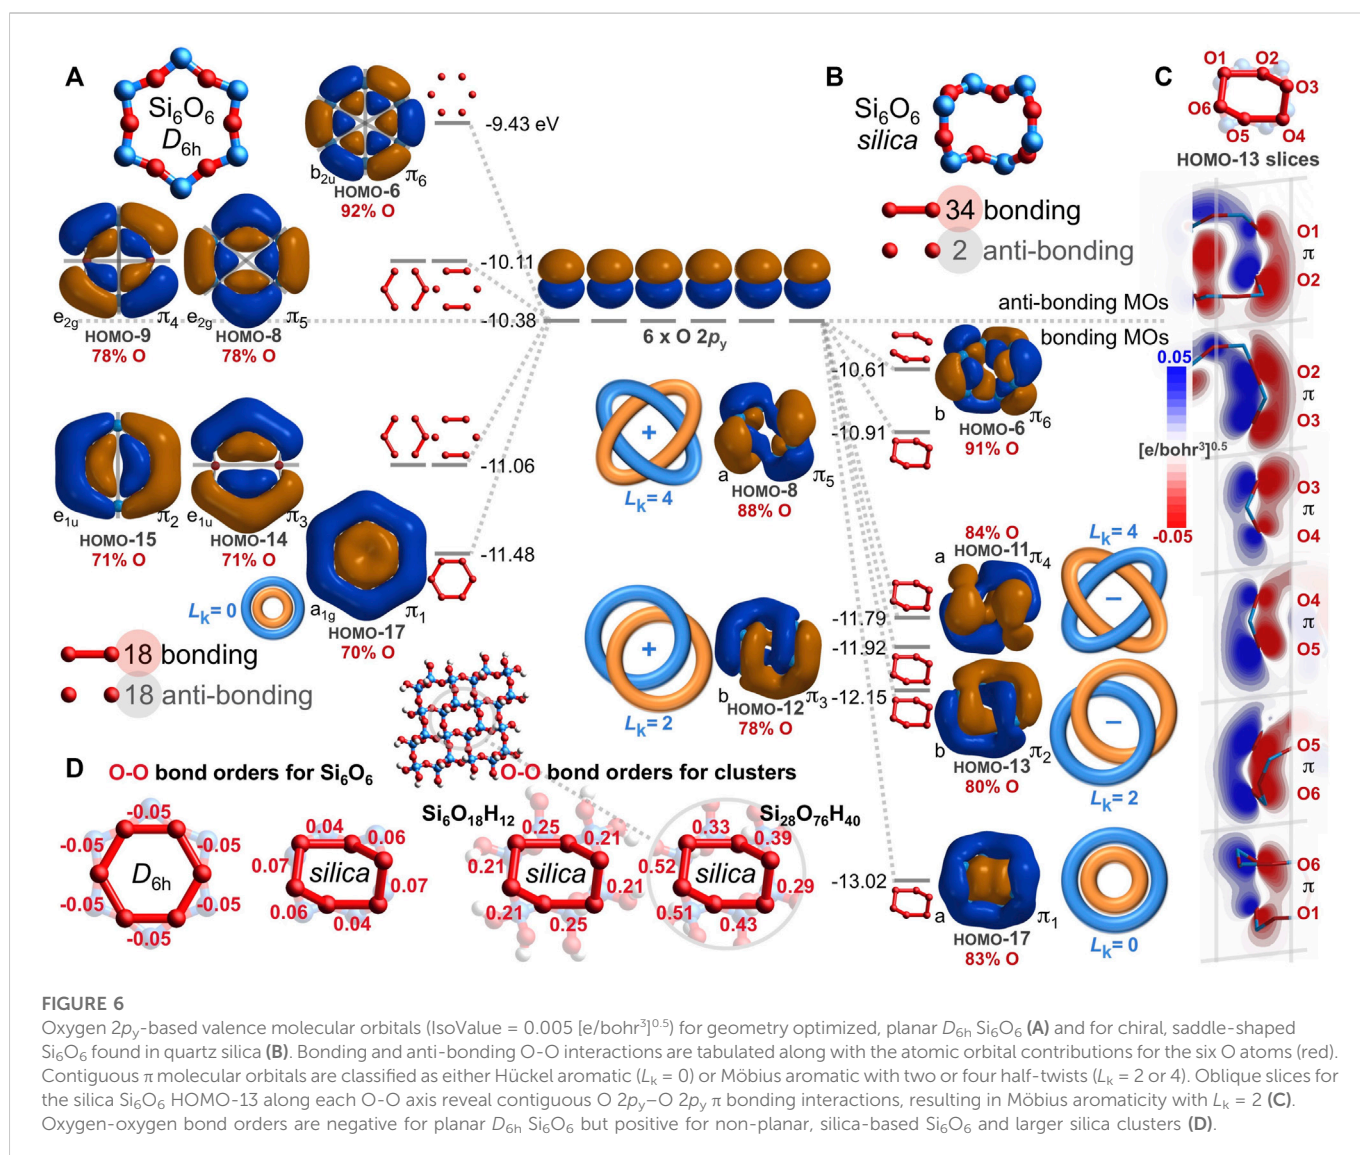 A
Si6O6
D6h
b2u
π6
HOMO-6
92% O
-9.43 eV
e2g
π4
HOMO-9
78% O
e2g
π5
HOMO-8
78% O
-10.11
-10.38
6 x O 2py
e1u
π2
HOMO-15
71% O
e1u
π3
HOMO-14
71% O
-11.06
-11.48
Lk= 0
a1g
π1
HOMO-17
70% O
18 bonding
18 anti-bonding
B
Si6O6
silica
34 bonding
2 anti-bonding
anti-bonding MOs
bonding MOs
-10.61
b
π6
HOMO-6
91% O
-10.91
+
Lk= 4
a
π5
HOMO-8
88% O
84% O
HOMO-11
a
π4
Lk= 4
−
-11.79
-11.92
+
Lk= 2
b
π3
HOMO-12
78% O
-12.15
b
π2
HOMO-13
80% O
−
Lk= 2
-13.02
a
π1
HOMO-17
83% O
Lk= 0
C
O1
O2
O3
O6
O5
O4
HOMO-13 slices
O1
π
O2
0.05
[e/bohr3]0.5
-0.05
O2
π
O3
O3
π
O4
O4
π
O5
O5
π
O6
O6
π
O1
D
O-O bond orders for Si6O6
-0.05
-0.05
-0.05
D6h
-0.05
-0.05
-0.05
0.04
0.06
0.07
silica
0.07
0.06
0.04
O-O bond orders for clusters
Si6O18H12
0.25
0.21
0.21
silica
0.21
0.21
0.25
Si28O76H40
0.33
0.39
0.52
silica
0.29
0.51
0.43
FIGURE 6
Oxygen 2py-based valence molecular orbitals (IsoValue = 0.005 [e/bohr3]0.5) for geometry optimized, planar D6h Si6O6 (A) and for chiral, saddle-shaped
Si6O6 found in quartz silica (B). Bonding and anti-bonding O-O interactions are tabulated along with the atomic orbital contributions for the six O atoms (red).
Contiguous π molecular orbitals are classified as either Hückel aromatic (Lk = 0) or Möbius aromatic with two or four half-twists (Lk = 2 or 4). Oblique slices for
the silica Si6O6 HOMO-13 along each O-O axis reveal contiguous O 2py–O 2py π bonding interactions, resulting in Möbius aromaticity with Lk = 2 (C).
Oxygen-oxygen bond orders are negative for planar D6h Si6O6 but positive for non-planar, silica-based Si6O6 and larger silica clusters (D).